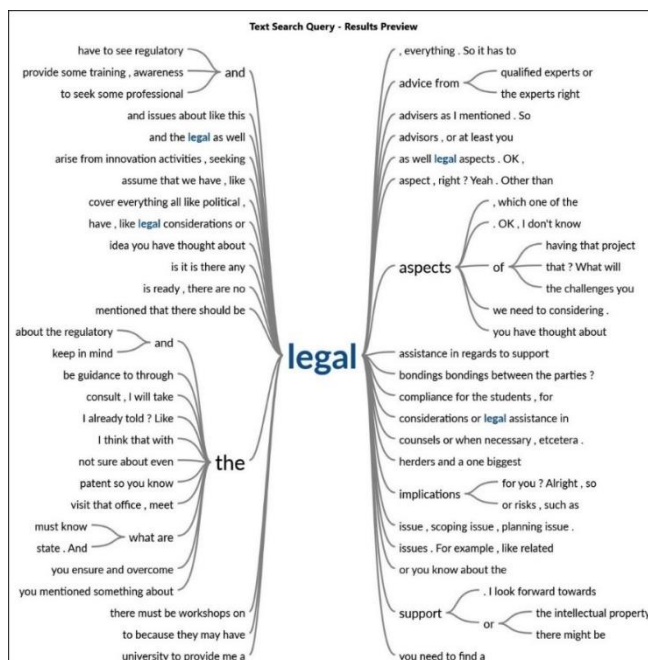 Text Search Query - Results Preview
have to see regulatory
provide some training , awareness
to seek some professional
and
and issues about like this
and the legal as well
arise from innovation activities , seeking
assume that we have , like
cover everything all like political ,
have , like legal considerations or
idea you have thought about
is it is there any
is ready , there are no
mentioned that there should be
about the regulatory
keep in mind
and
be guidance to through
consult , I will take
I already told ? Like
I think that with
not sure about even
patent so you know
visit that office , meet
must know
state . And
what are
you ensure and overcome
you mentioned something about
the
there must be workshops on
to because they may have
university to provide me a
legal
, everything . So it has to
advice from
qualified experts or
the experts right
advisers as I mentioned . So
advisors , or at least you
as well legal aspects . OK ,
aspect , right ? Yeah . Other than
aspects
, which one of the
. OK , I don't know
of
having that project
that ? What will
the challenges you
we need to considering .
you have thought about
assistance in regards to support
bondings bondings between the parties ?
compliance for the students , for
considerations or legal assistance in
counsels or when necessary , etcetera .
herders and a one biggest
implications
for you ? Alright , so
or risks , such as
issue , scoping issue , planning issue .
issues . For example , like related
or you know about the
support
. I look forward towards
or
the intellectual property
there might be
you need to find a